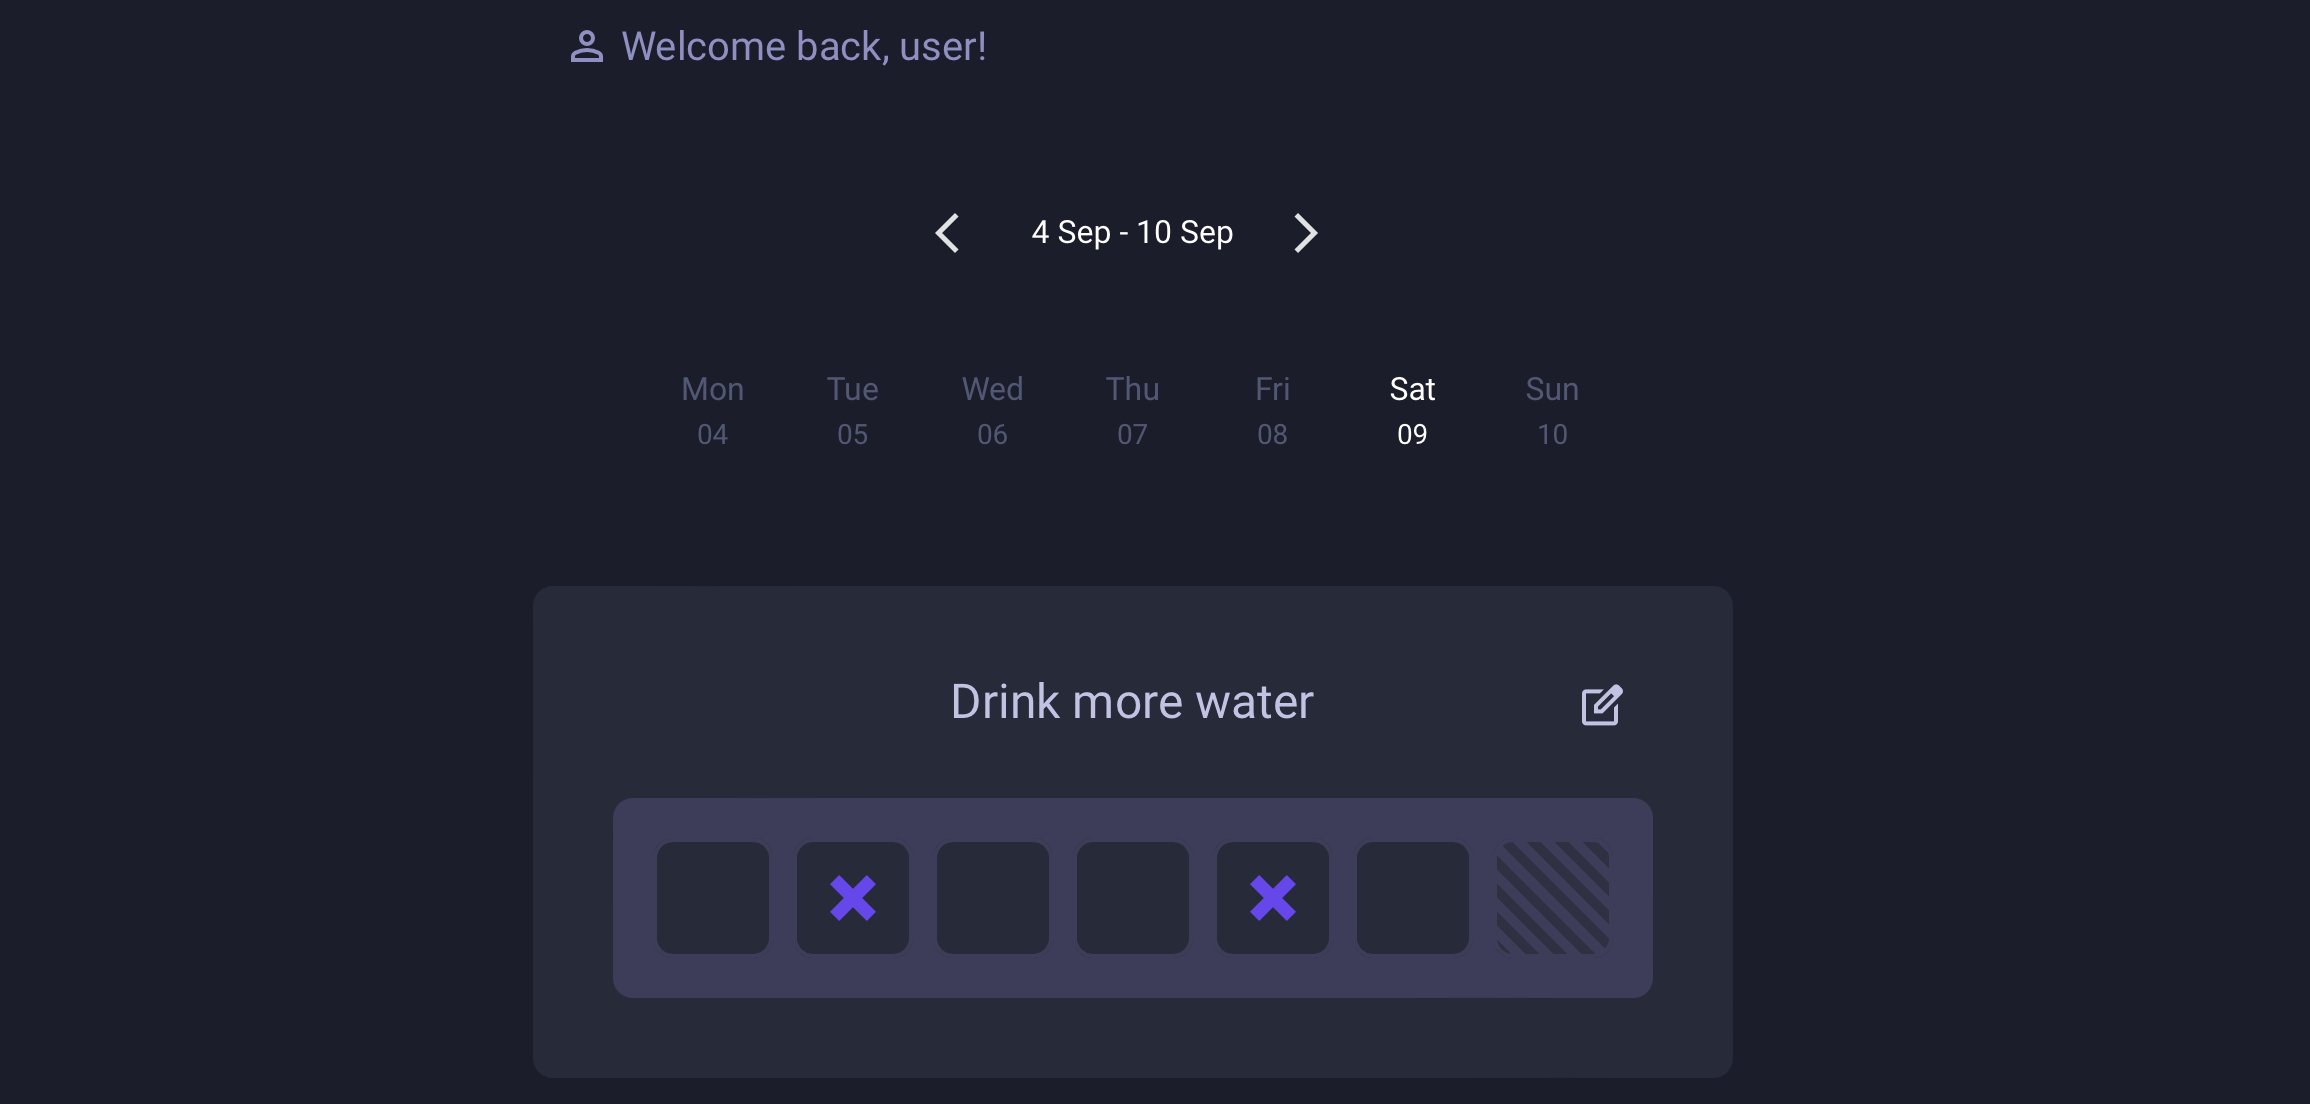 Welcome back, user!
4 Sep - 10 Sep
Mon Tue Wed Thu Fri Sat Sun
04 05 06 07 08 09 10
Drink more water